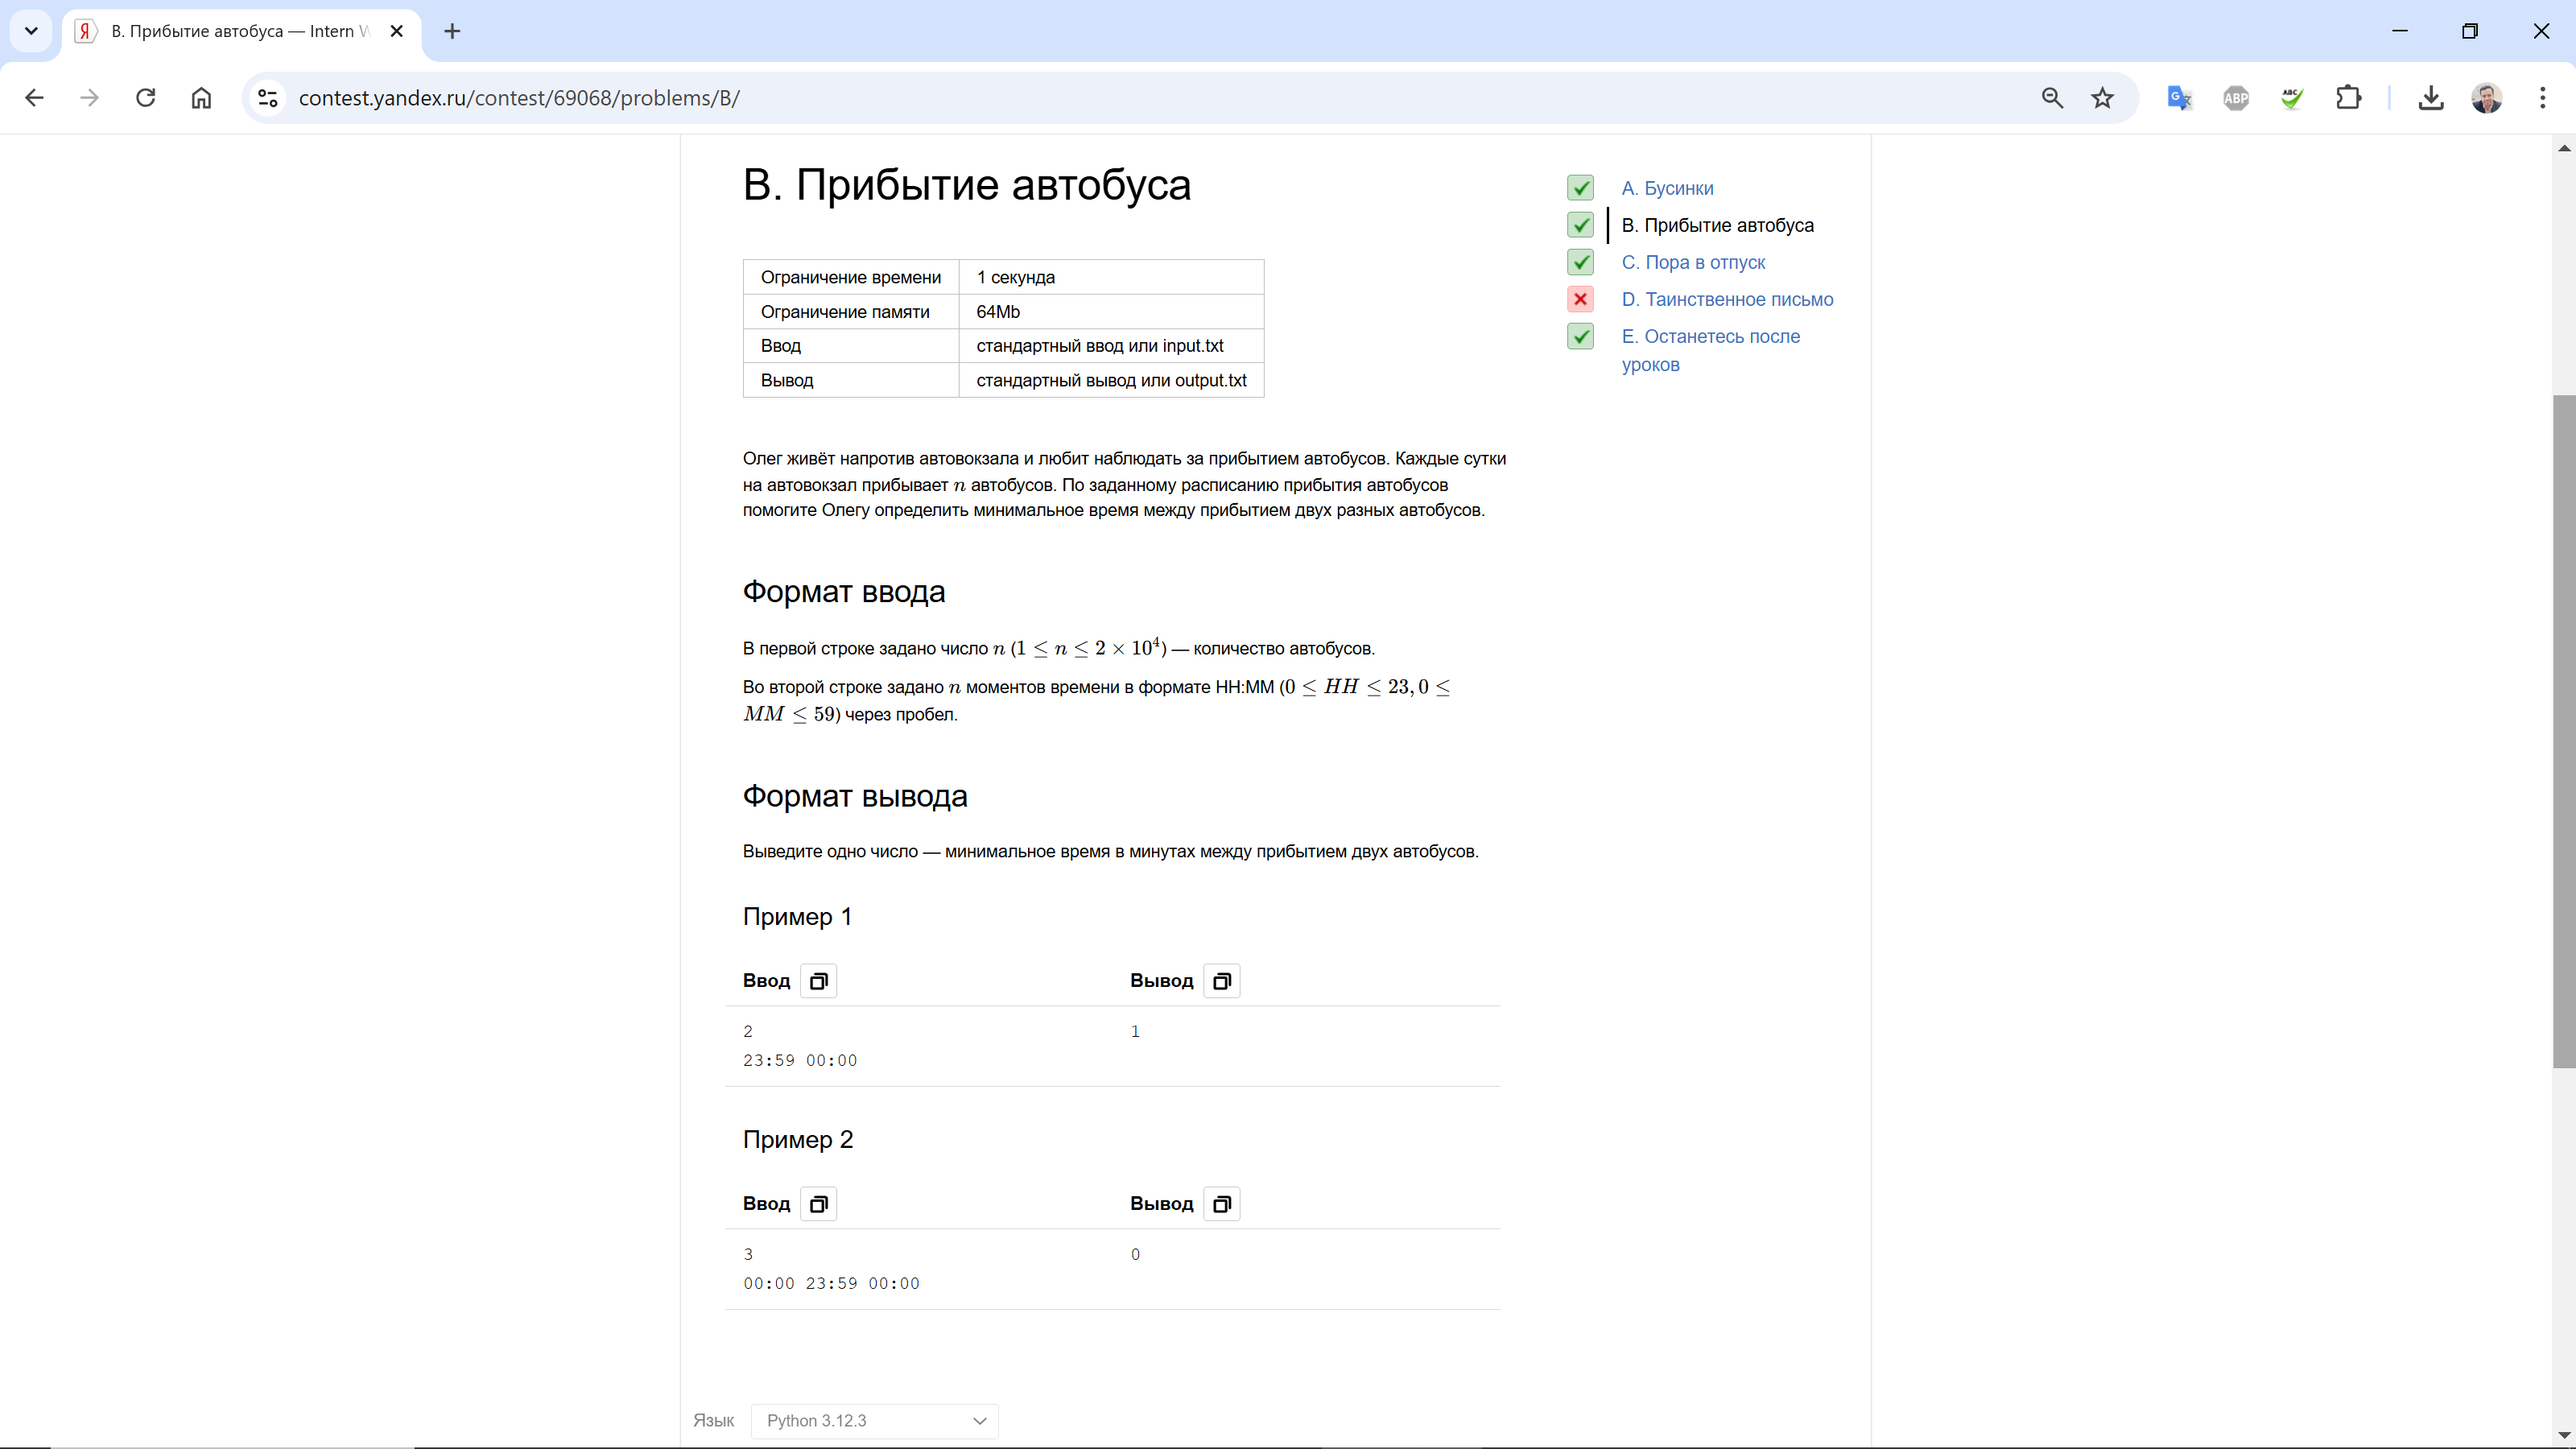 В. Прибытие автобуса — Intern W
contest.yandex.ru/contest/69068/problems/B/
ABP
ABC
B. Прибытие автобуса
Ограничение времени 1 секунда
Ограничение памяти 64Mb
Ввод стандартный ввод или input.txt
Вывод стандартный вывод или output.txt
Олег живёт напротив автовокзала и любит наблюдать за прибытием автобусов. Каждые сутки
на автовокзал прибывает n автобусов. По заданному расписанию прибытия автобусов
помогите Олегу определить минимальное время между прибытием двух разных автобусов.
Формат ввода
В первой строке задано число n (1 ≤ n ≤ 2 × 10⁴) — количество автобусов.
Во второй строке задано n моментов времени в формате HH:MM (0 ≤ HH ≤ 23, 0 ≤
MM ≤ 59) через пробел.
Формат вывода
Выведите одно число — минимальное время в минутах между прибытием двух автобусов.
Пример 1
Ввод Вывод
2 1
23:59 00:00
Пример 2
Ввод Вывод
3 0
00:00 23:59 00:00
Язык Python 3.12.3
A. Бусинки
B. Прибытие автобуса
C. Пора в отпуск
D. Таинственное письмо
E. Останетесь после
уроков